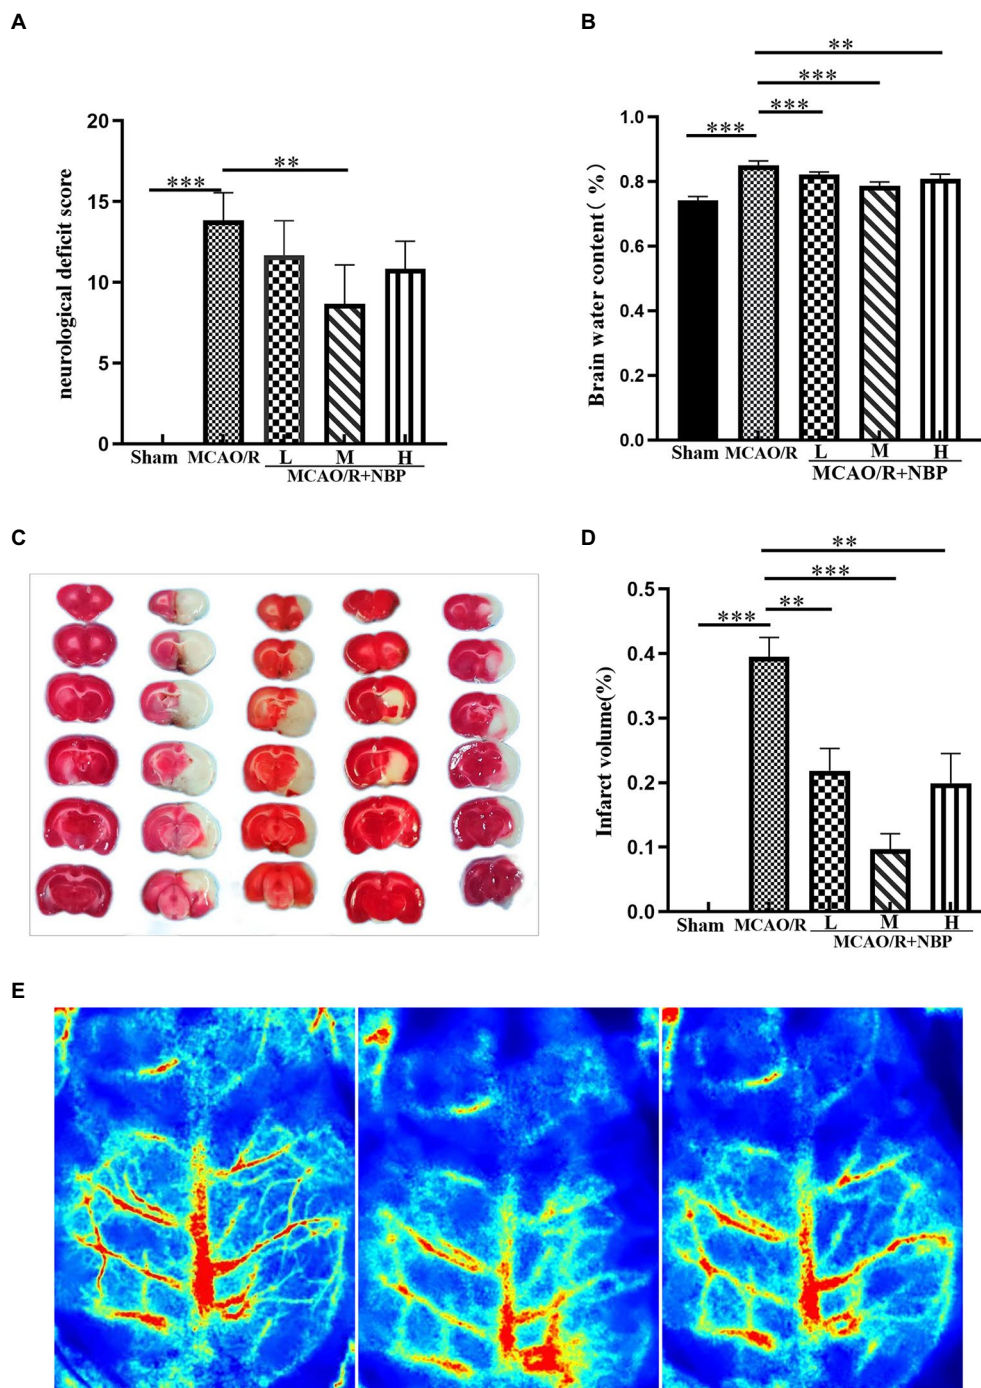 A
20
15
10
5
0
neurological deficit score
***
**
Sham MCAO/R L M H
MCAO/R+NBP
B
1.0
0.8
0.6
0.4
0.2
0.0
Brain water content( %)
**
***
***
***
Sham MCAO/R L M H
MCAO/R+NBP
C
D
0.5
0.4
0.3
0.2
0.1
0.0
Infarct volume(%)
**
***
***
**
Sham MCAO/R L M H
MCAO/R+NBP
E